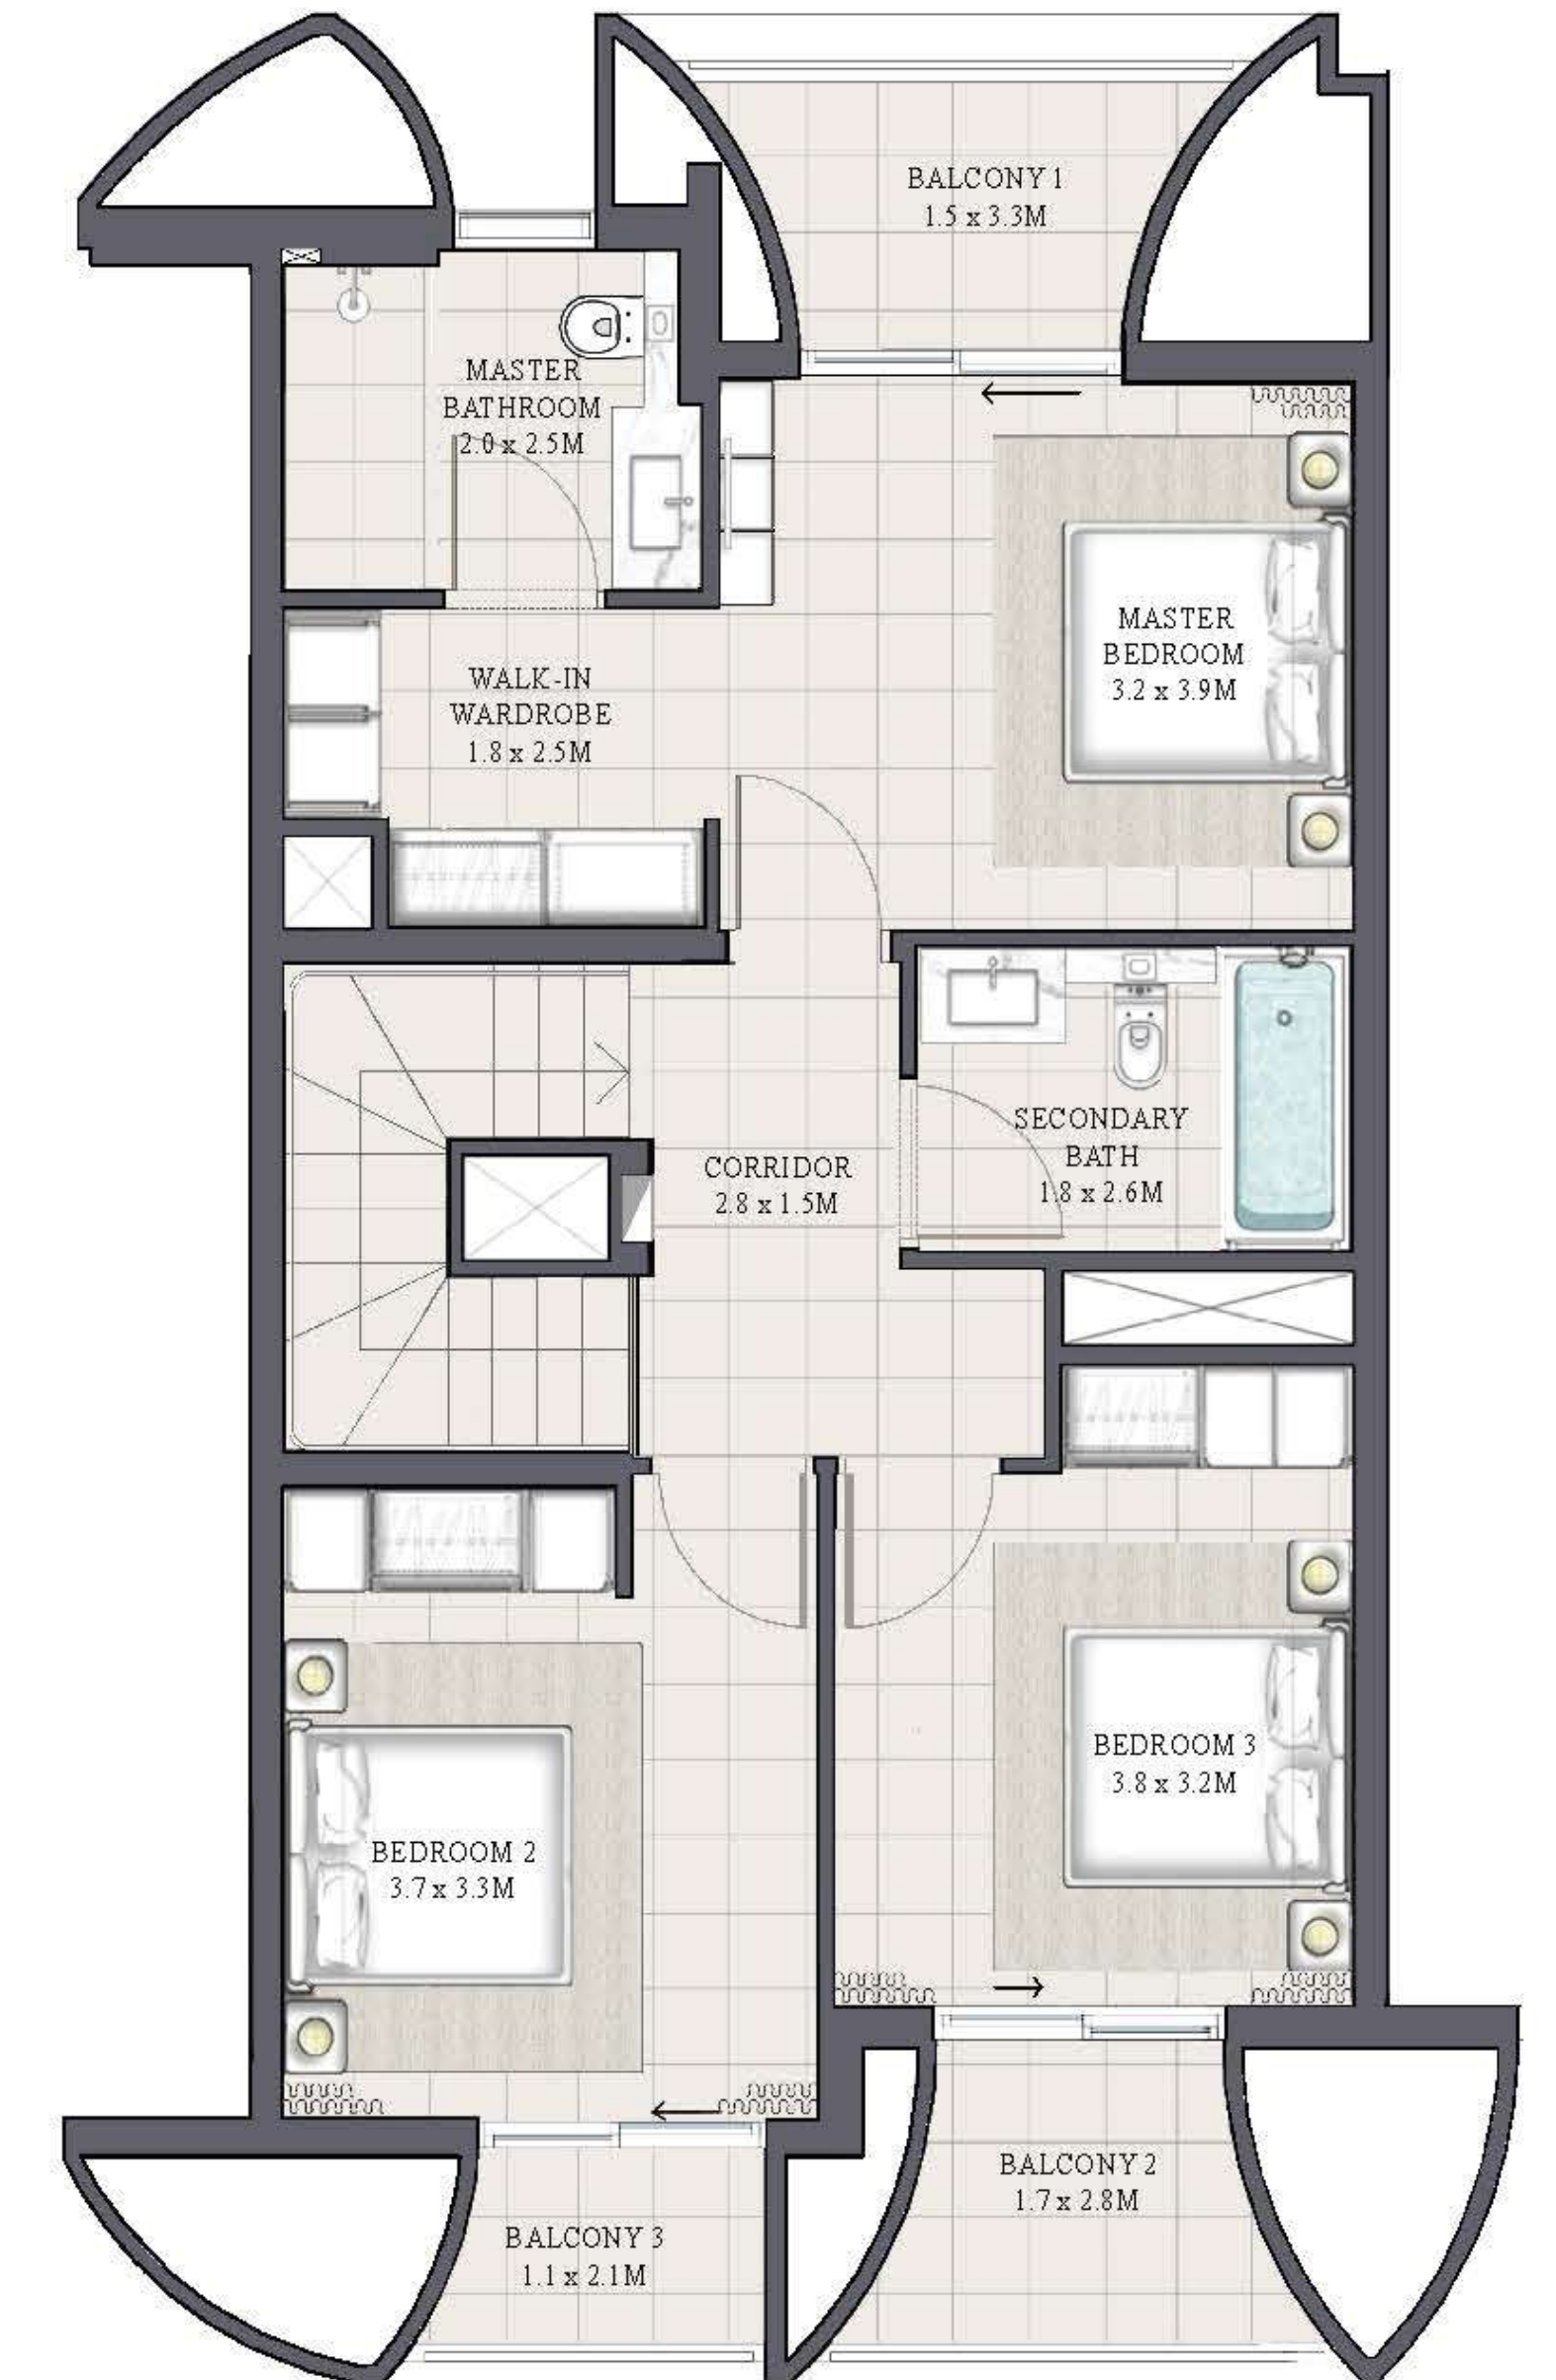 BALCONY 1
1.5 x 3.3M
MASTER
BATHROOM
2.0 x 2.5M
MASTER
BEDROOM
3.2 x 3.9M
WALK-IN
WARDROBE
1.8 x 2.5M
SECONDARY
BATH
1.8 x 2.6M
CORRIDOR
2.8 x 1.5M
BEDROOM 3
3.8 x 3.2M
BEDROOM 2
3.7 x 3.3M
BALCONY 2
1.7 x 2.8M
BALCONY 3
1.1 x 2.1M